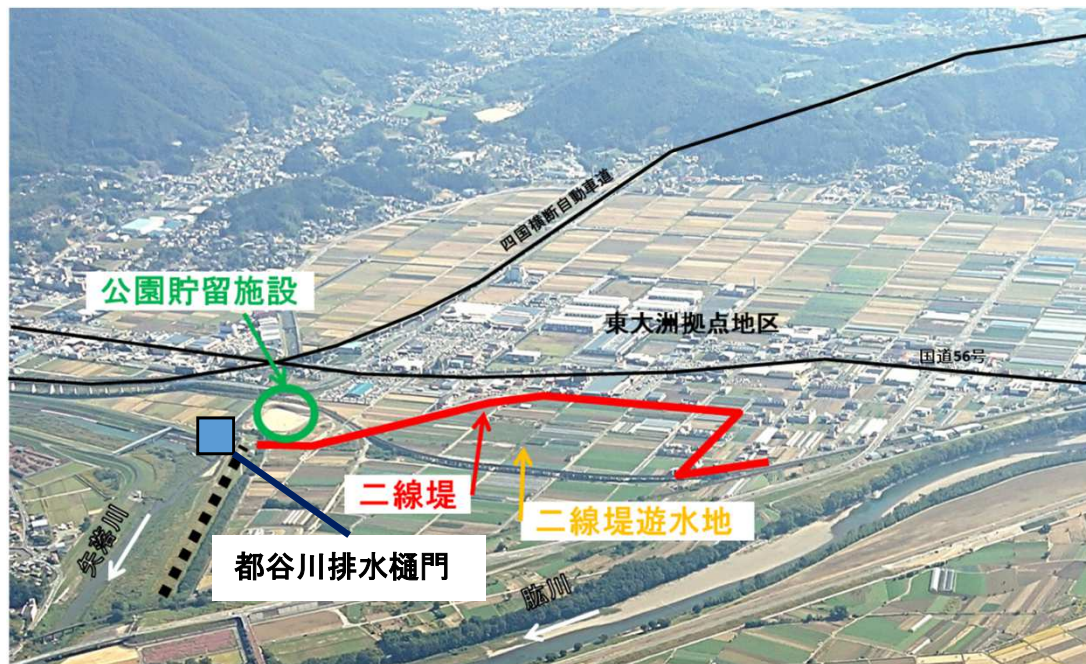 四国横断自動車道
公園貯留施設
東大洲拠点地区
国道56号
二線堤
二線堤遊水地
都谷川排水樋門
矢落川
肱川